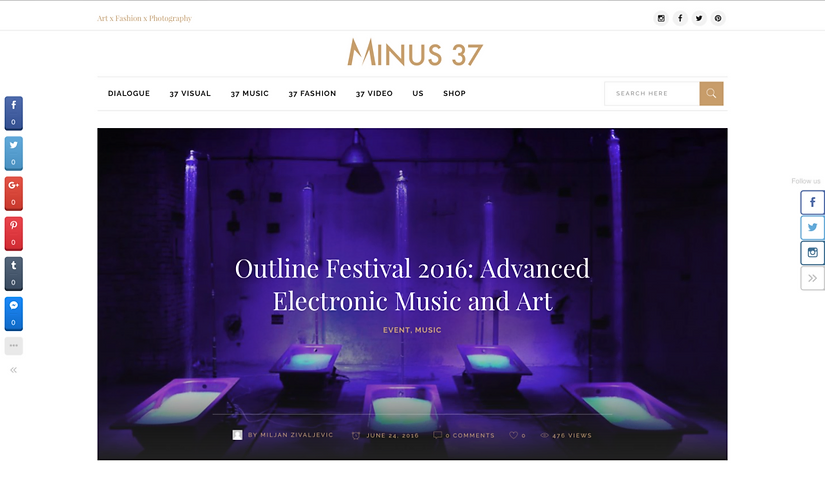 Art x Fashion x Photography
MINUS 37
DIALOGUE 37 VISUAL 37 MUSIC 37 FASHION 37 VIDEO US SHOP
SEARCH HERE
0
0
0
0
0
0
Follow us
Outline Festival 2016: Advanced
Electronic Music and Art
EVENT, MUSIC
BY MILJAN ZIVALJEVIC JUNE 24, 2016 0 COMMENTS 0 476 VIEWS